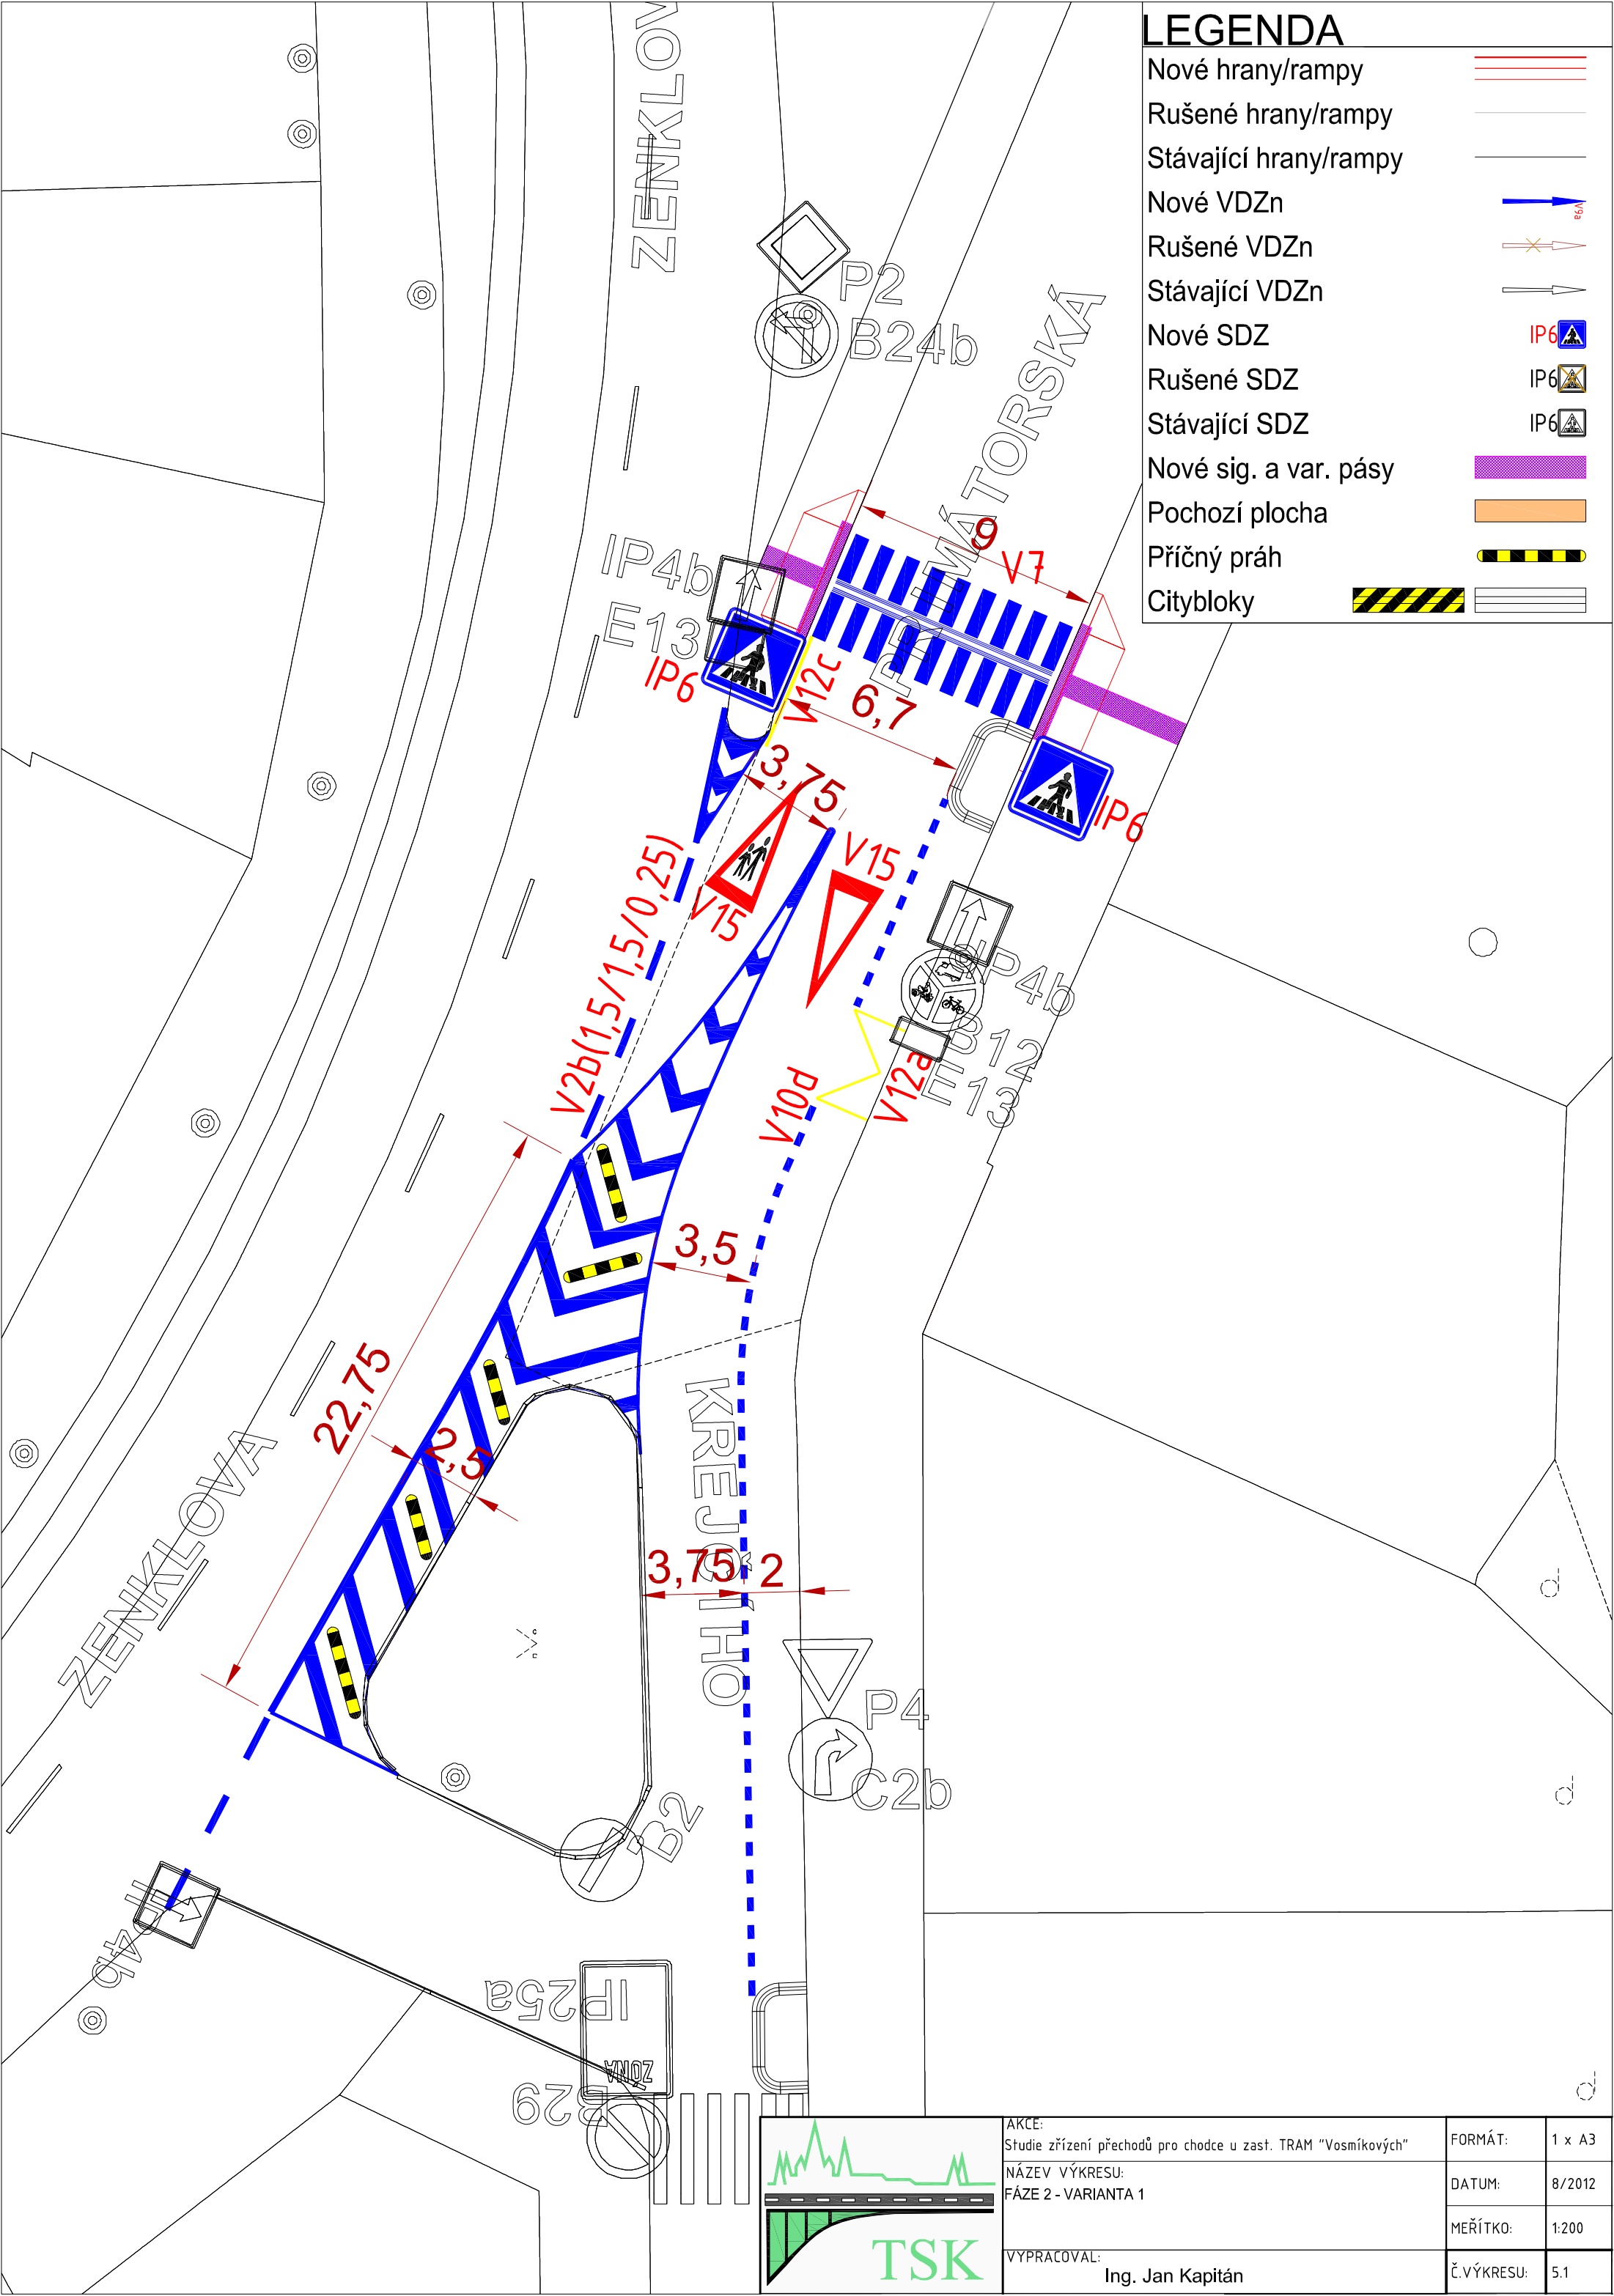 LEGENDA
Nové hrany/rampy
Rušené hrany/rampy
Stávající hrany/rampy
Nové VDZn
V9a
Rušené VDZn
Stávající VDZn
Nové SDZ
IP6
Rušené SDZ
IP6
Stávající SDZ
IP6
Nové sig. a var. pásy
Pochozí plocha
Příčný práh
Citybloky
ZENKLOV
P2
B24b
PRIMÁTORSKÁ
9
V7
IP4b
E13
IP6
V12c
6,7
3,75
IP6
V15
V15
V2b(1,5/1,5/0,25)
IP4b
B12
E13
V10d
V12a
3,5
22,75
2,5
KREJČÍHO
ZENKLOVA
3,75
2
P4
C2b
B2
IP4b
IP25a
ZÓNA
B29
AKCE:
Studie zřízení přechodů pro chodce u zast. TRAM "Vosmíkových"
NÁZEV VÝKRESU:
FÁZE 2 - VARIANTA 1
VYPRACOVAL:
Ing. Jan Kapitán
FORMÁT:
1 x A3
DATUM:
8/2012
MEŘÍTKO:
1:200
Č.VÝKRESU:
5.1
TSK